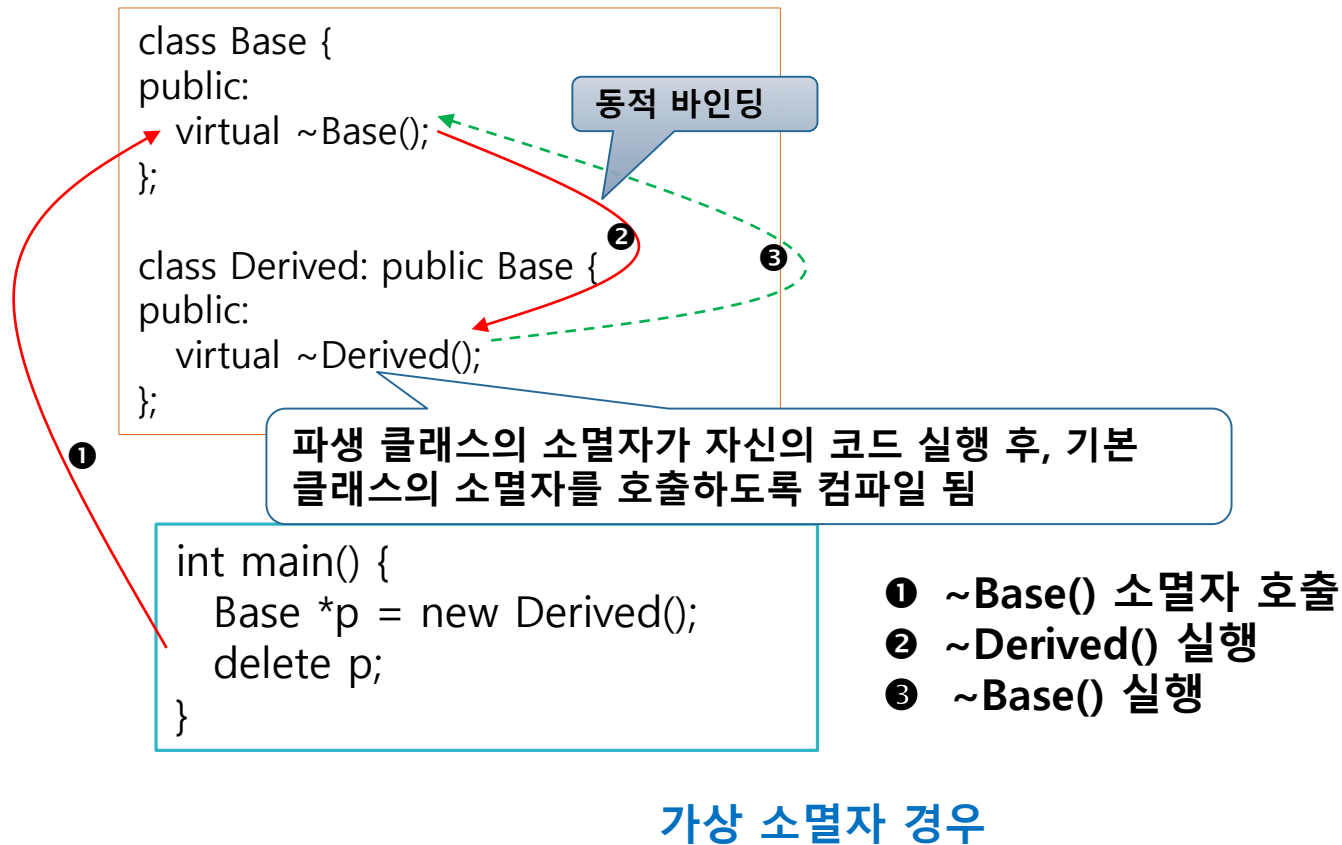 class Base {
public:
virtual ~Base();
};
동적 바인딩
❷
❸
class Derived: public Base {
public:
virtual ~Derived();
};
❶
파생 클래스의 소멸자가 자신의 코드 실행 후, 기본
클래스의 소멸자를 호출하도록 컴파일 됨
int main() {
Base *p = new Derived();
delete p;
}
❶ ~Base() 소멸자 호출
❷ ~Derived() 실행
❸ ~Base() 실행
가상 소멸자 경우